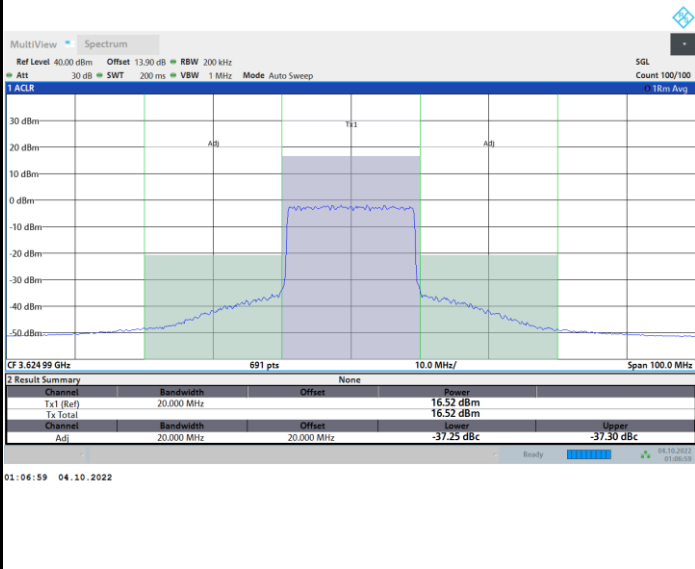 MultiView Spectrum
Ref Level 40.00 dBm Offset 13.90 dB RBW 200 kHz SGL
Att 30 dB SWT 200 ms VBW 1 MHz Mode Auto Sweep Count 100/100
1 ACLR 1Rm Avg
30 dBm
Tx1
20 dBm
Adj Adj
10 dBm
0 dBm
-10 dBm
-20 dBm
-30 dBm
-40 dBm
-50 dBm
CF 3.624 99 GHz 691 pts 10.0 MHz/ Span 100.0 MHz
2 Result Summary None
Channel Bandwidth Offset Power
Tx1 (Ref) 20.000 MHz 16.52 dBm
Tx Total 16.52 dBm
Channel Bandwidth Offset Lower Upper
Adj 20.000 MHz 20.000 MHz -37.25 dBc -37.30 dBc
Ready 04.10.2022
01:06:58
01:06:59 04.10.2022